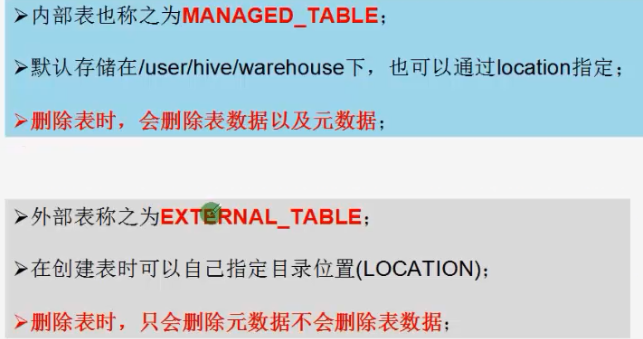 ➢内部表也称之为MANAGED_TABLE；
➢默认存储在/user/hive/warehouse下，也可以通过location指定；
➢删除表时，会删除表数据以及元数据；
➢外部表称之为EXTERNAL_TABLE；
➢在创建表时可以自己指定目录位置(LOCATION)；
➢删除表时，只会删除元数据不会删除表数据；